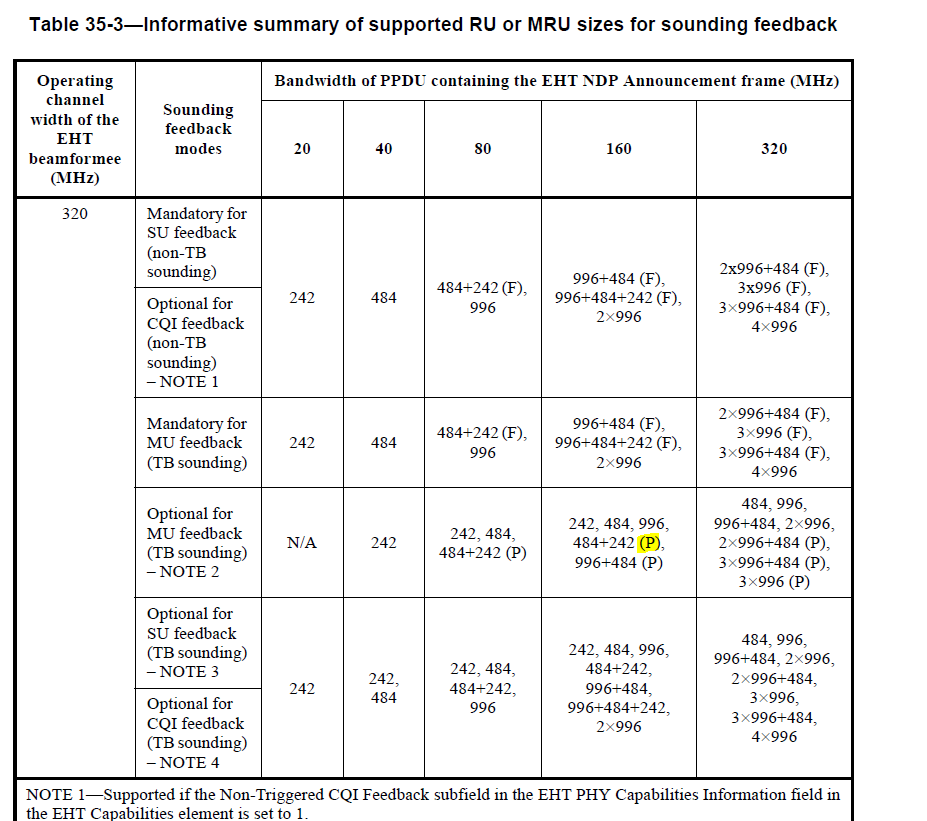 Table 35-3—Informative summary of supported RU or MRU sizes for sounding feedback
Operating
channel
width of the
EHT
beamformee
(MHz)
Sounding
feedback
modes
Bandwidth of PPDU containing the EHT NDP Announcement frame (MHz)
20
40
80
160
320
320
Mandatory for
SU feedback
(non-TB
sounding)
Optional for
CQI feedback
(non-TB
sounding)
– NOTE 1
242
484
484+242 (F),
996
996+484 (F),
996+484+242 (F),
2×996
2x996+484 (F),
3x996 (F),
3×996+484 (F),
4×996
Mandatory for
MU feedback
(TB sounding)
242
484
484+242 (F),
996
996+484 (F),
996+484+242 (F),
2×996
2×996+484 (F),
3×996 (F),
3×996+484 (F),
4×996
Optional for
MU feedback
(TB sounding)
– NOTE 2
N/A
242
242, 484,
484+242 (P)
242, 484, 996,
484+242 (P),
996+484 (P)
484, 996,
996+484, 2×996,
2×996+484 (P),
3×996+484 (P),
3×996 (P)
Optional for
SU feedback
(TB sounding)
– NOTE 3
Optional for
CQI feedback
(TB sounding)
– NOTE 4
242
242,
484
242, 484,
484+242,
996
242, 484, 996,
484+242,
996+484,
996+484+242,
2×996
484, 996,
996+484, 2×996,
2×996+484,
3×996,
3×996+484,
4×996
NOTE 1—Supported if the Non-Triggered CQI Feedback subfield in the EHT PHY Capabilities Information field in
the EHT Capabilities element is set to 1.